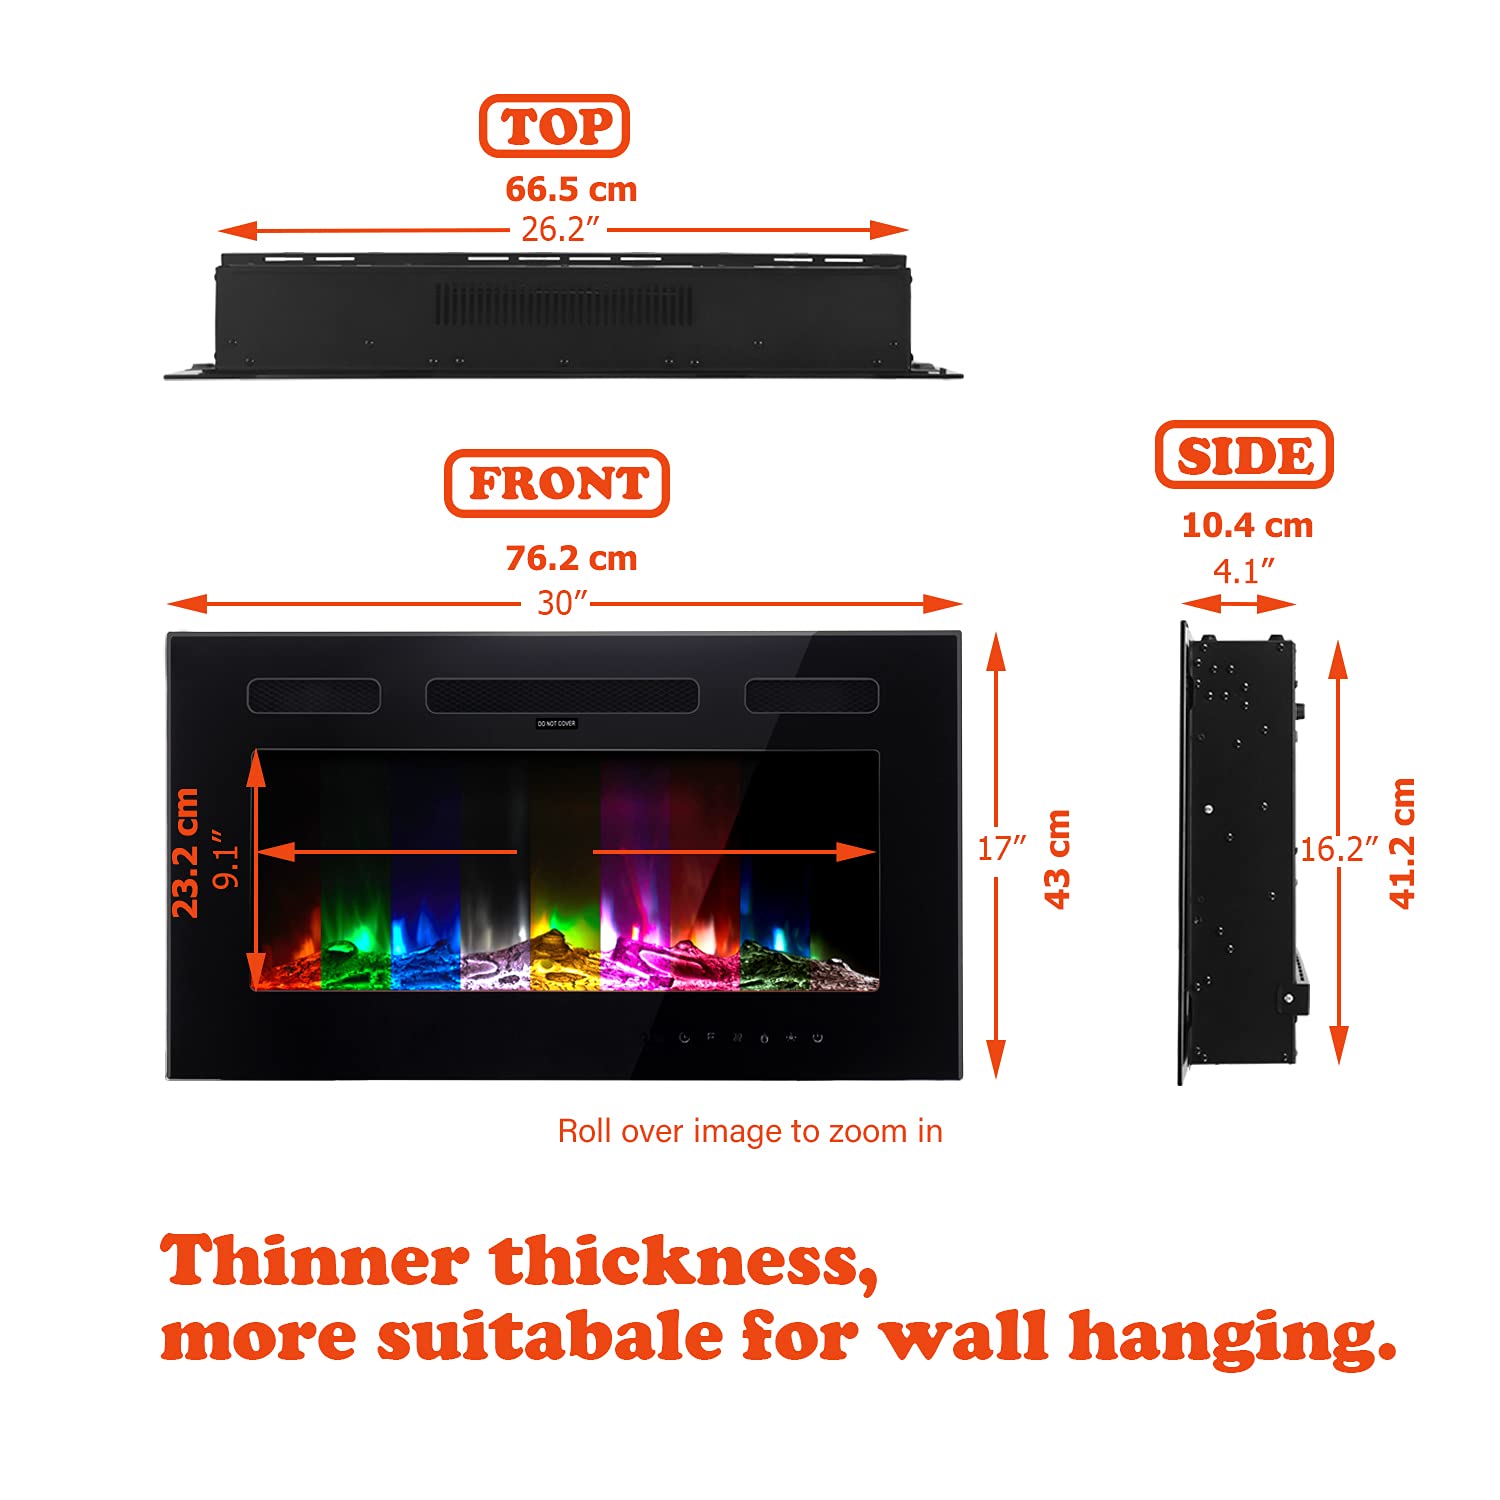 TOP
66.5 cm
26.2”
FRONT
76.2 cm
30”
SIDE
10.4 cm
4.1”
DO NOT COVER
23.2 cm
9.1”
17”
43 cm
16.2”
41.2 cm
Roll over image to zoom in
Thinner thickness,
more suitabale for wall hanging.